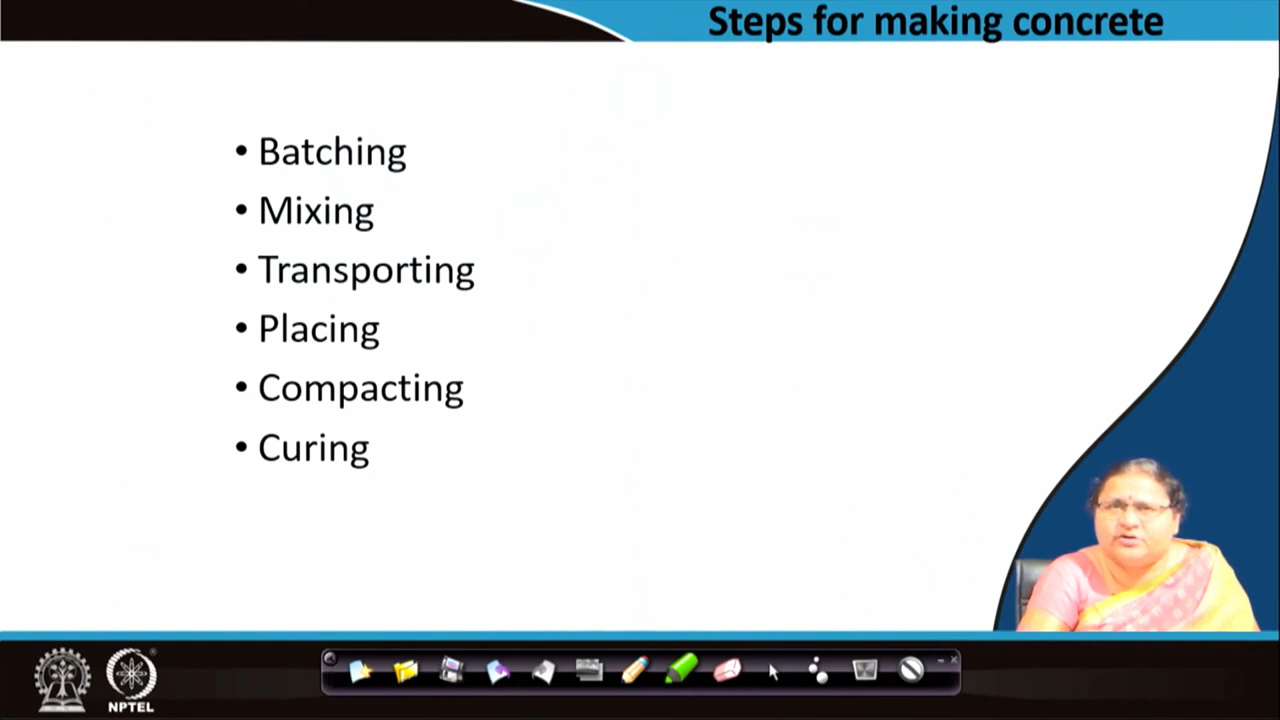 Steps for making concrete
• Batching
• Mixing
• Transporting
• Placing
• Compacting
• Curing
NPTEL